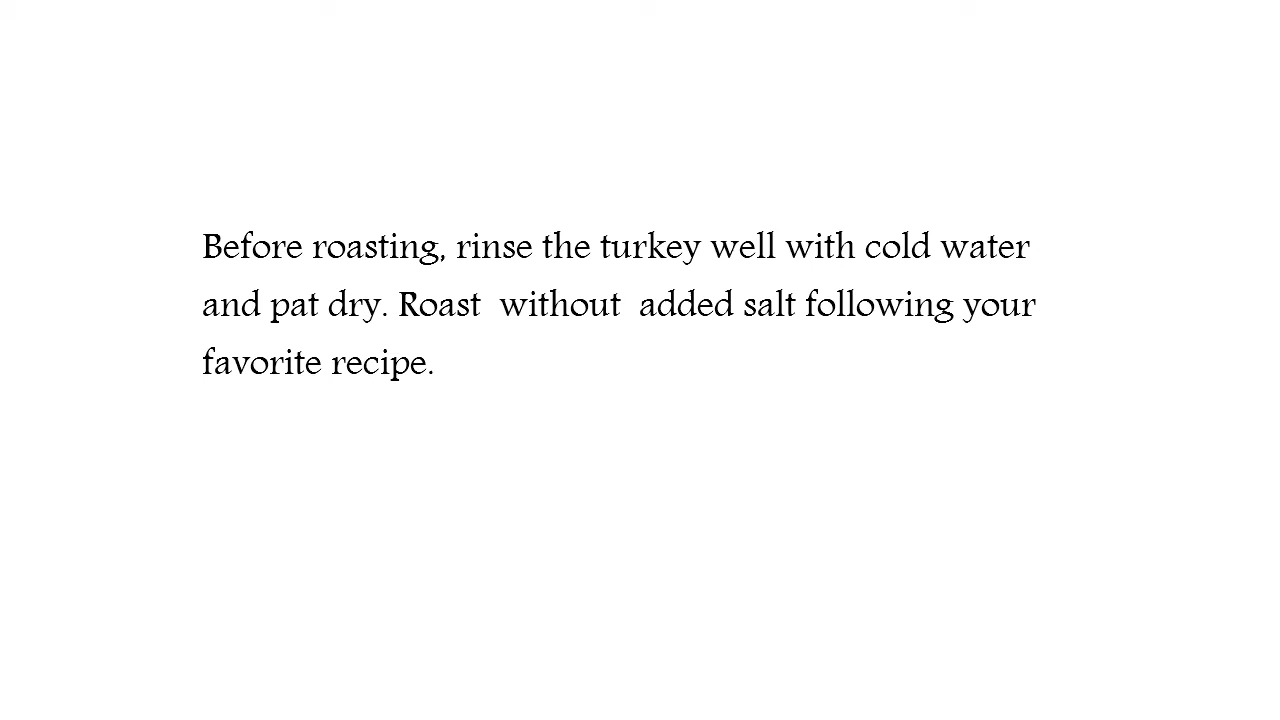 Before roasting, rinse the turkey well with cold water
and pat dry. Roast  without  added salt following your
favorite recipe.